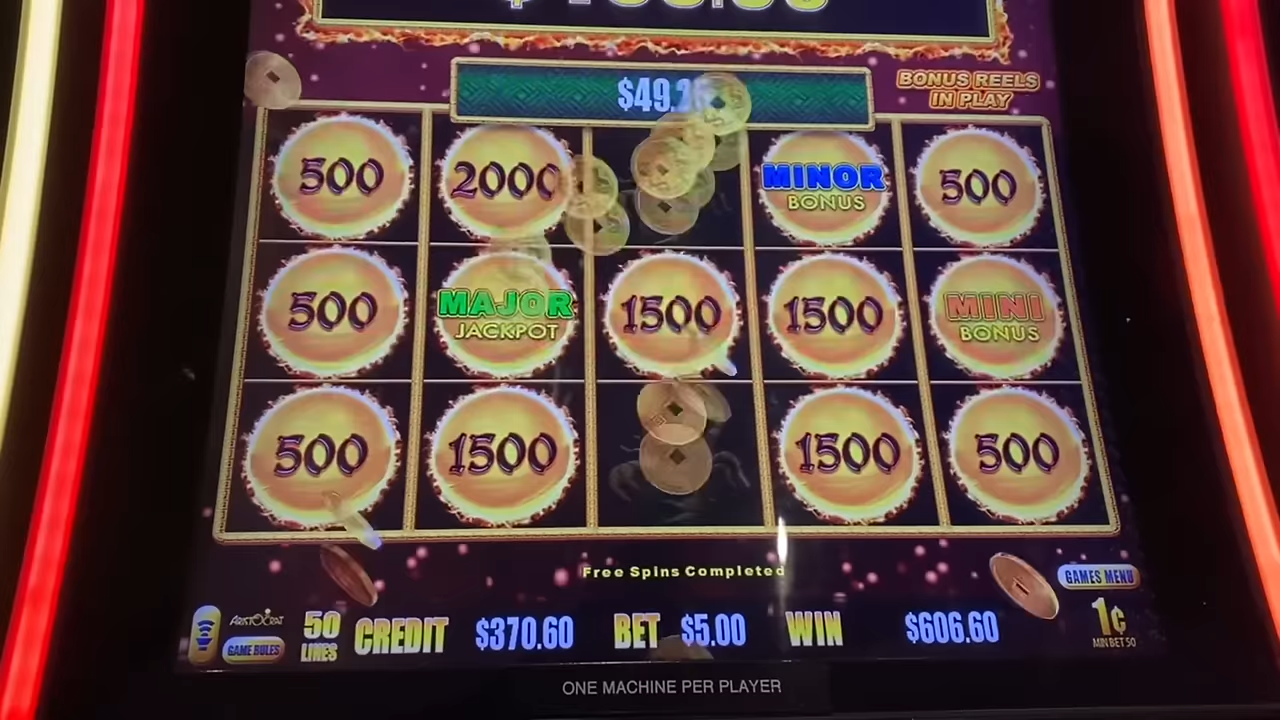 BONUS REELS
IN PLAY
500
2000
MINOR
BONUS
500
500
MAJOR
JACKPOT
1500
1500
MINI
BONUS
500
1500
1500
500
Free Spins Completed
GAMES MENU
ARISTOCRAT
GAME RULES
50
LINES
CREDIT $370.60 BET $5.00 WIN $606.60
1¢
MIN BET 50
ONE MACHINE PER PLAYER